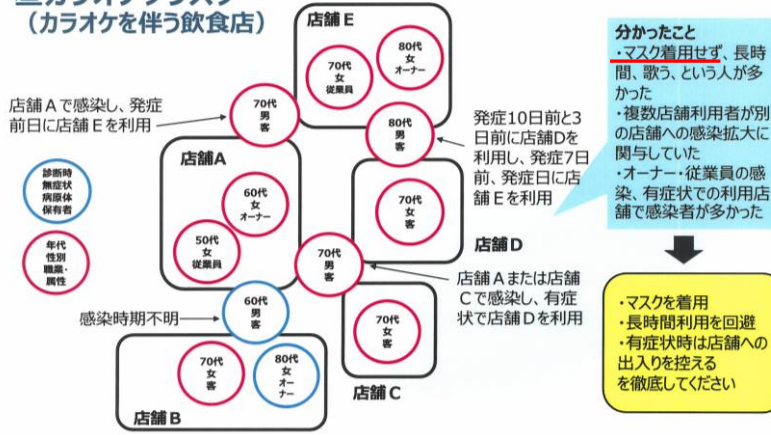 (カラオケを伴う飲食店)
店舗E
70代
女
従業員
80代
女
オーナー
店舗Aで感染し、発症
前日に店舗Eを利用
70代
男
客
80代
男
客
発症10日前と3
日前に店舗Dを
利用し、発症7日
前、発症日に店
舗Eを利用
診断時
無症状
病原体
保有者
年代
性別
職業・
属性
店舗A
60代
女
オーナー
50代
女
従業員
70代
女
客
店舗D
70代
男
客
店舗Aまたは店舗
Cで感染し、有症
状で店舗Dを利用
感染時期不明
60代
男
客
70代
女
客
80代
女
オー
ナー
店舗B
70代
女
客
店舗C
分かったこと
・マスク着用せず、長時
間、歌う、という人が多
かった
・複数店舗利用者が別
の店舗への感染拡大に
関与していた
・オーナー・従業員の感
染、有症状での利用店
舗で感染者が多かった
・マスクを着用
・長時間利用を回避
・有症状時は店舗への
出入りを控える
を徹底してください